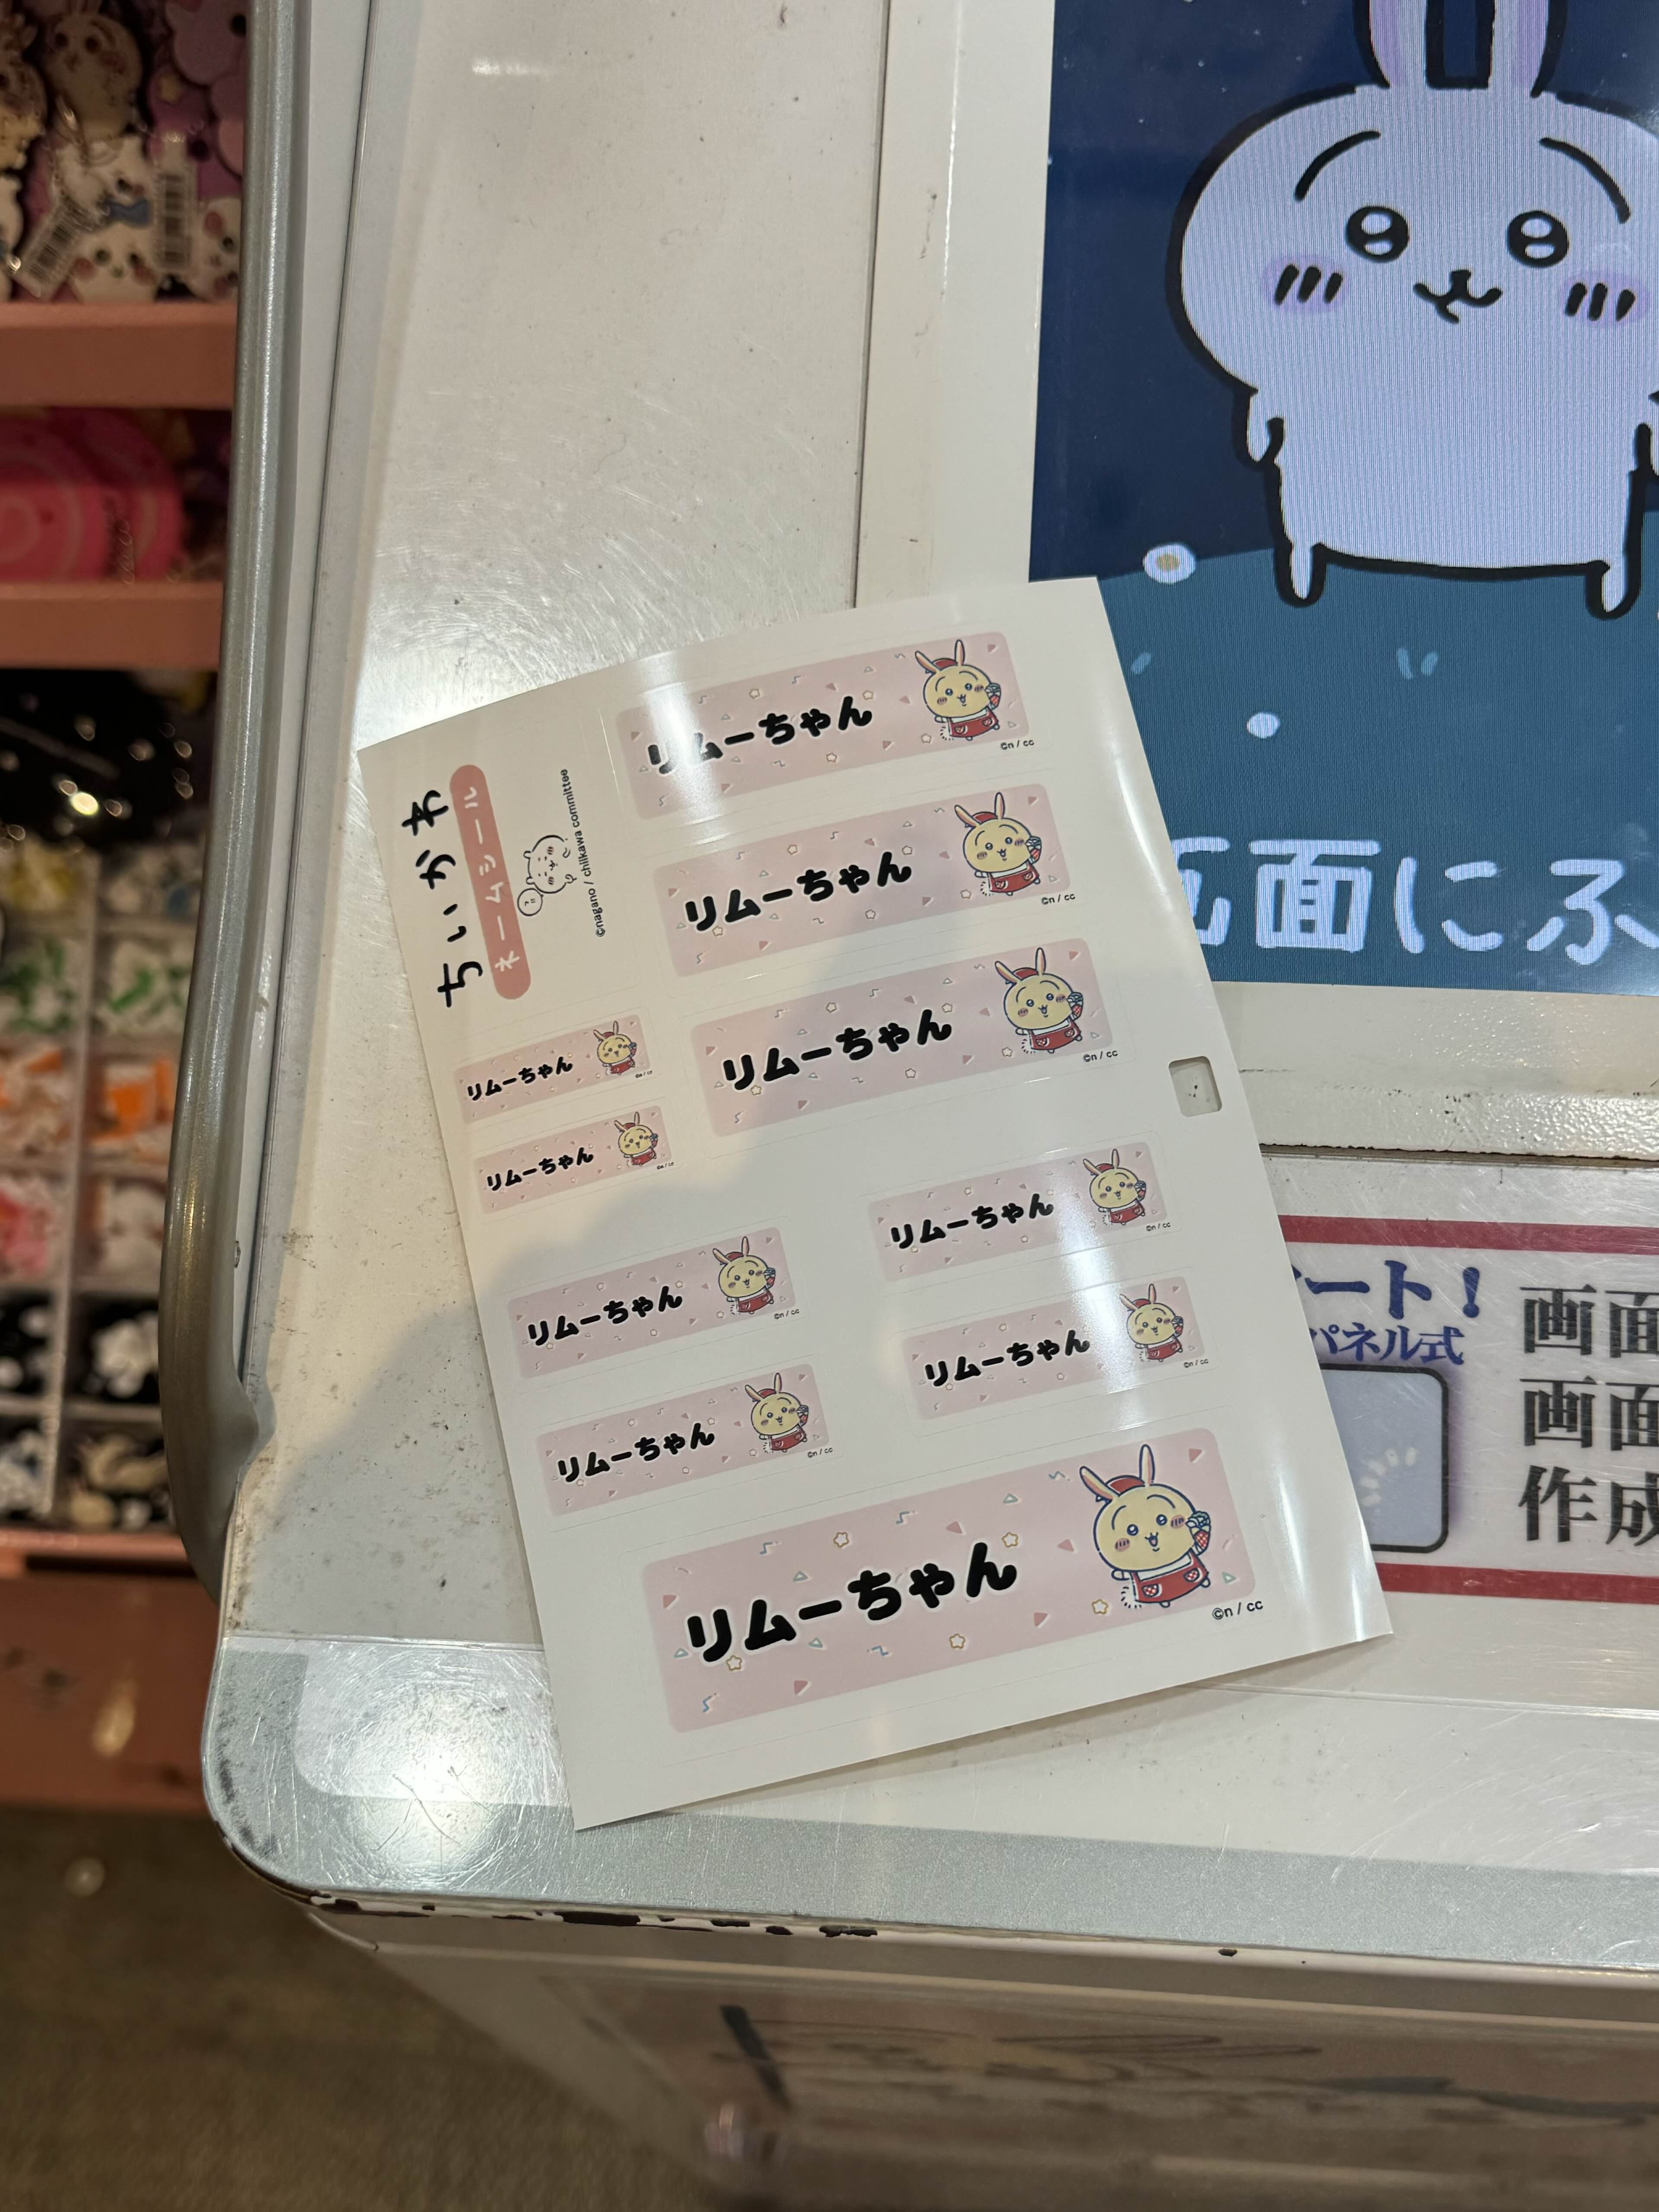 ちいかわ
ネームシール
©nagano / chiikawa committee
リムーちゃん
©n / cc
リムーちゃん
©n / cc
リムーちゃん
©n / cc
リムーちゃん
©n / cc
リムーちゃん
©n / cc
リムーちゃん
©n / cc
リムーちゃん
©n / cc
リムーちゃん
©n / cc
リムーちゃん
©n / cc
リムーちゃん
©n / cc
画面にふ
ート！
パネル式
画面
画面
作成